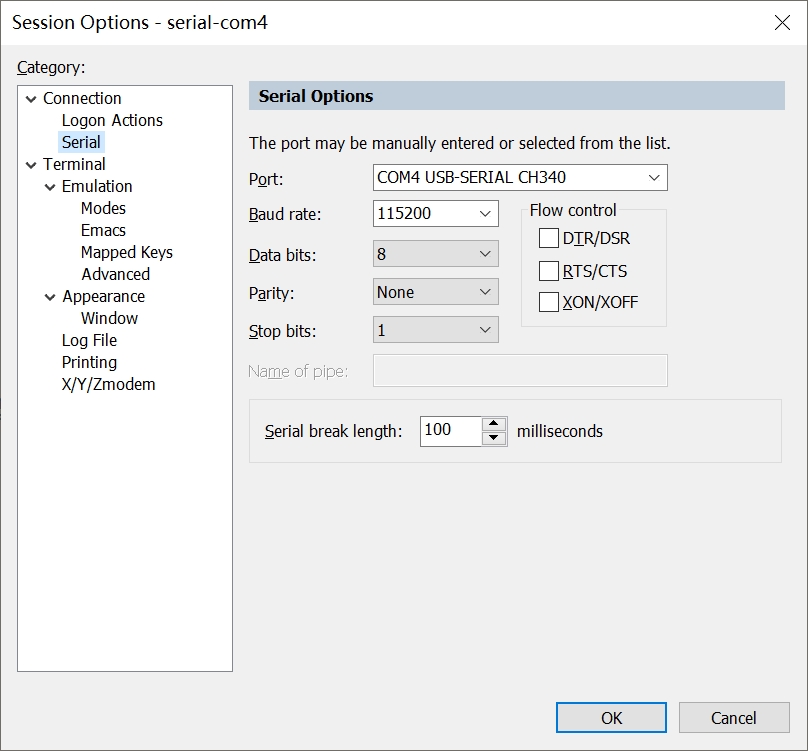 Session Options - serial-com4
Category:
Connection
Logon Actions
Serial
Terminal
Emulation
Modes
Emacs
Mapped Keys
Advanced
Appearance
Window
Log File
Printing
X/Y/Zmodem
Serial Options
The port may be manually entered or selected from the list.
Port: COM4 USB-SERIAL CH340
Baud rate: 115200
Data bits: 8
Parity: None
Stop bits: 1
Flow control
DTR/DSR
RTS/CTS
XON/XOFF
Name of pipe:
Serial break length: 100 milliseconds
OK Cancel